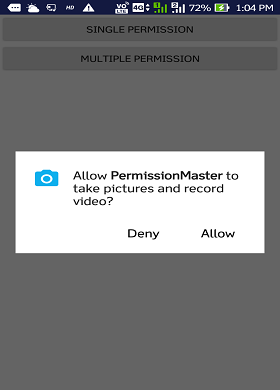 HD VO LTE 4G 1 2 72% 1:04 PM
SINGLE PERMISSION
MULTIPLE PERMISSION
Allow PermissionMaster to
take pictures and record
video?
Deny Allow